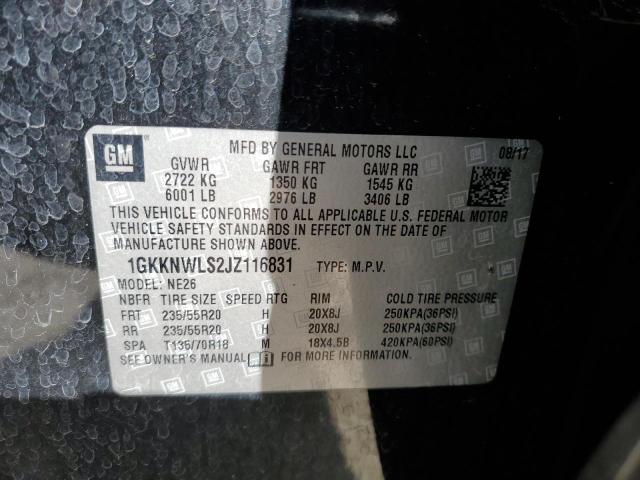 GM
MFD BY GENERAL MOTORS LLC 08/17
GVWR GAWR FRT GAWR RR
2722 KG 1350 KG 1545 KG
6001 LB 2976 LB 3406 LB
THIS VEHICLE CONFORMS TO ALL APPLICABLE U.S. FEDERAL MOTOR
VEHICLE SAFETY STANDARDS IN EFFECT ON THE DATE OF
MANUFACTURE SHOWN ABOVE.
1GKKNWLS2JZ116831 TYPE: M.P.V.
MODEL: NE26
NBFR TIRE SIZE SPEED RTG RIM COLD TIRE PRESSURE
FRT 235/55R20 H 20X8J 250KPA(36PSI)
RR 235/55R20 H 20X8J 250KPA(36PSI)
SPA T135/70R18 M 18X4.5B 420KPA(60PSI)
SEE OWNER'S MANUAL FOR MORE INFORMATION